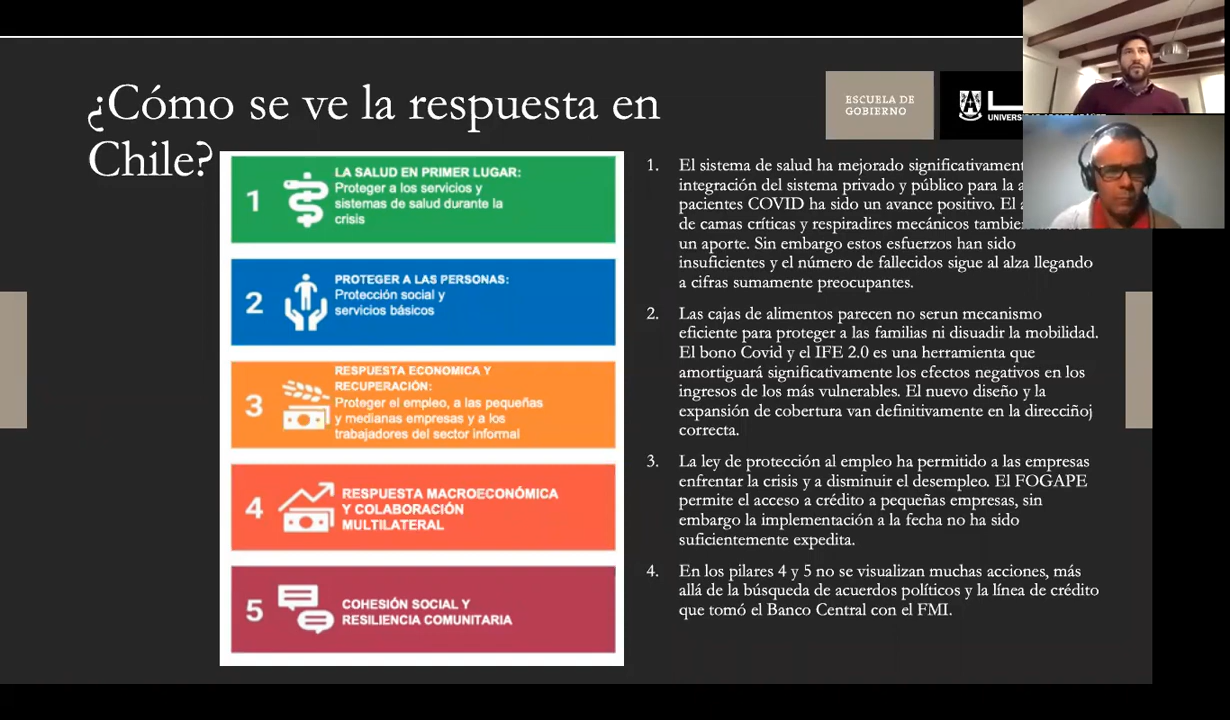 ¿Cómo se ve la respuesta en
Chile?
ESCUELA DE
GOBIERNO
1
LA SALUD EN PRIMER LUGAR:
Proteger a los servicios y
sistemas de salud durante la
crisis
2
PROTEGER A LAS PERSONAS:
Protección social y
servicios básicos
3
RESPUESTA ECONOMICA Y
RECUPERACIÓN:
Proteger el empleo, a las pequeñas
y medianas empresas y a los
trabajadores del sector informal
4
RESPUESTA MACROECONÓMICA
Y COLABORACIÓN
MULTILATERAL
5
COHESIÓN SOCIAL Y
RESILIENCIA COMUNITARIA
1. El sistema de salud ha mejorado
integración del sistema privado y público para la
pacientes COVID ha sido un avance positivo. El
de camas críticas y respiradires mecánicos
un aporte. Sin embargo estos esfuerzos han sido
insuficientes y el número de fallecidos sigue al alza llegando
a cifras sumamente preocupantes.
2. Las cajas de alimentos parecen no serun mecanismo
eficiente para proteger a las familias ni disuadir la mobilidad.
El bono Covid y el IFE 2.0 es una herramienta que
amortiguará significativamente los efectos negativos en los
ingresos de los más vulnerables. El nuevo diseño y la
expansión de cobertura van definitivamente en la direcciñoj
correcta.
3. La ley de protección al empleo ha permitido a las empresas
enfrentar la crisis y a disminuir el desempleo. El FOGAPE
permite el acceso a crédito a pequeñas empresas, sin
embargo la implementación a la fecha no ha sido
suficientemente expedita.
4. En los pilares 4 y 5 no se visualizan muchas acciones, más
allá de la búsqueda de acuerdos políticos y la línea de crédito
que tomó el Banco Central con el FMI.